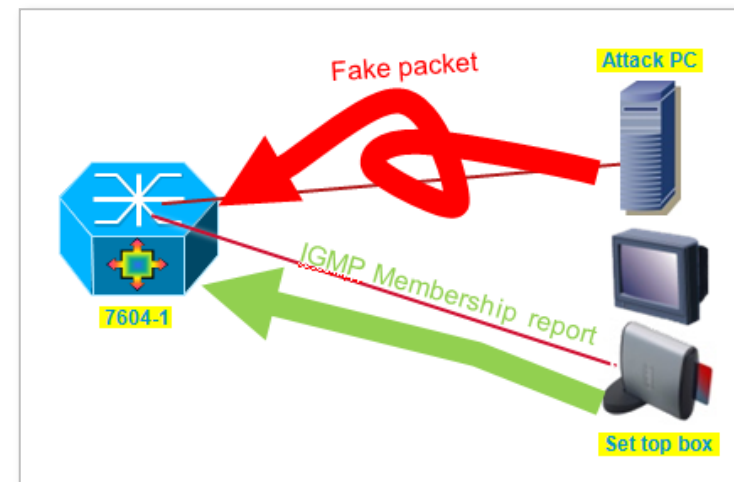 Attack PC
Fake packet
IGMP Membership report
7604-1
Set top box